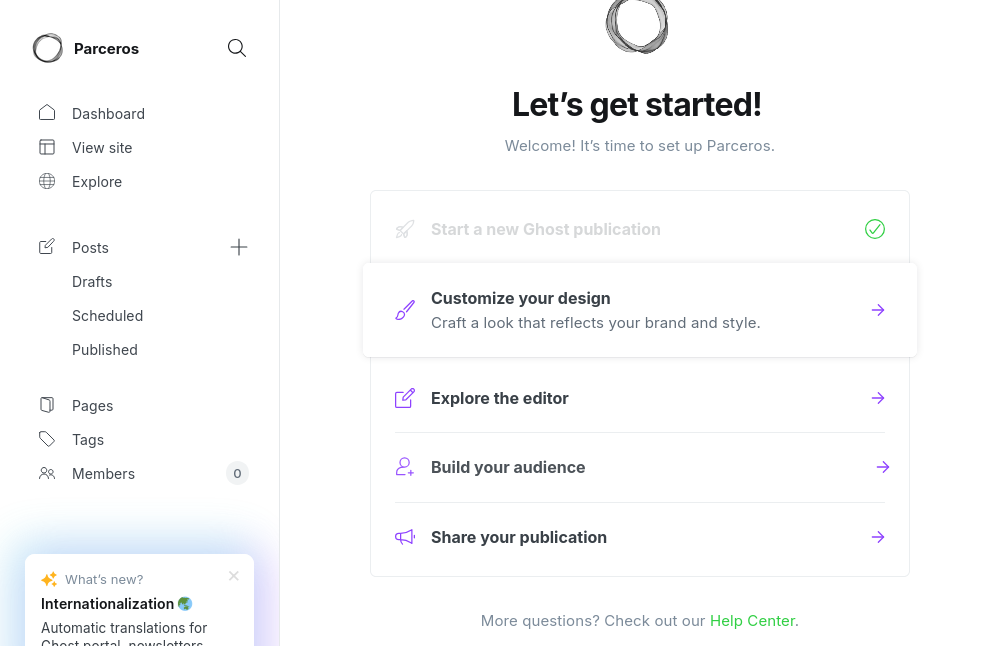 Parceros
Dashboard
View site
Explore
Posts
Drafts
Scheduled
Published
Pages
Tags
Members 0
What's new?
Internationalization
Automatic translations for
Ghost portal, newsletters
Let's get started!
Welcome! It's time to set up Parceros.
Start a new Ghost publication
Customize your design
Craft a look that reflects your brand and style.
Explore the editor
Build your audience
Share your publication
More questions? Check out our Help Center.